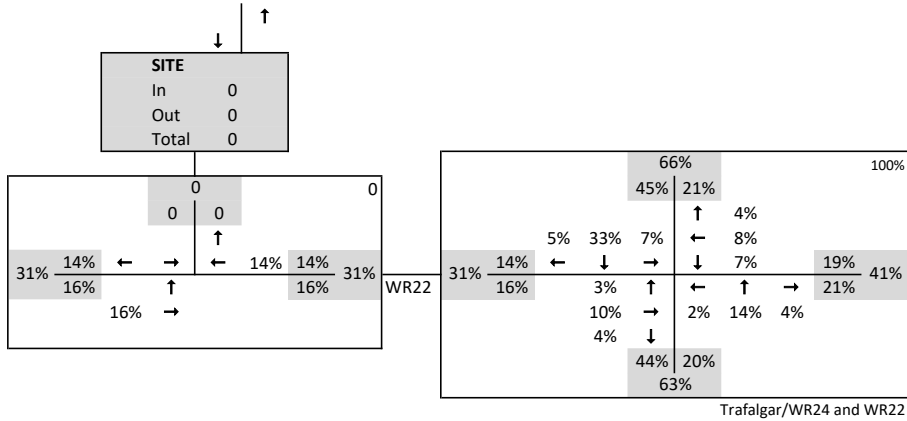 SITE
In 0
Out 0
Total 0
0 0
0 0
31% 14% 14% 14% 31%
16% 16%
16%
WR22
66% 100%
45% 21%
4%
5% 33% 7% 8%
7%
31% 14% 19% 41%
16% 3% 21%
10% 2% 14% 4%
4%
44% 20%
63%
Trafalgar/WR24 and WR22